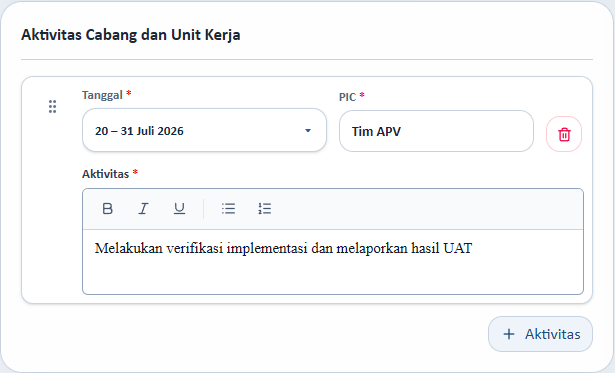 Aktivitas Cabang dan Unit Kerja
Tanggal *
PIC *
20 – 31 Juli 2026
Tim APV
Aktivitas *
B I U
Melakukan verifikasi implementasi dan melaporkan hasil UAT
+ Aktivitas